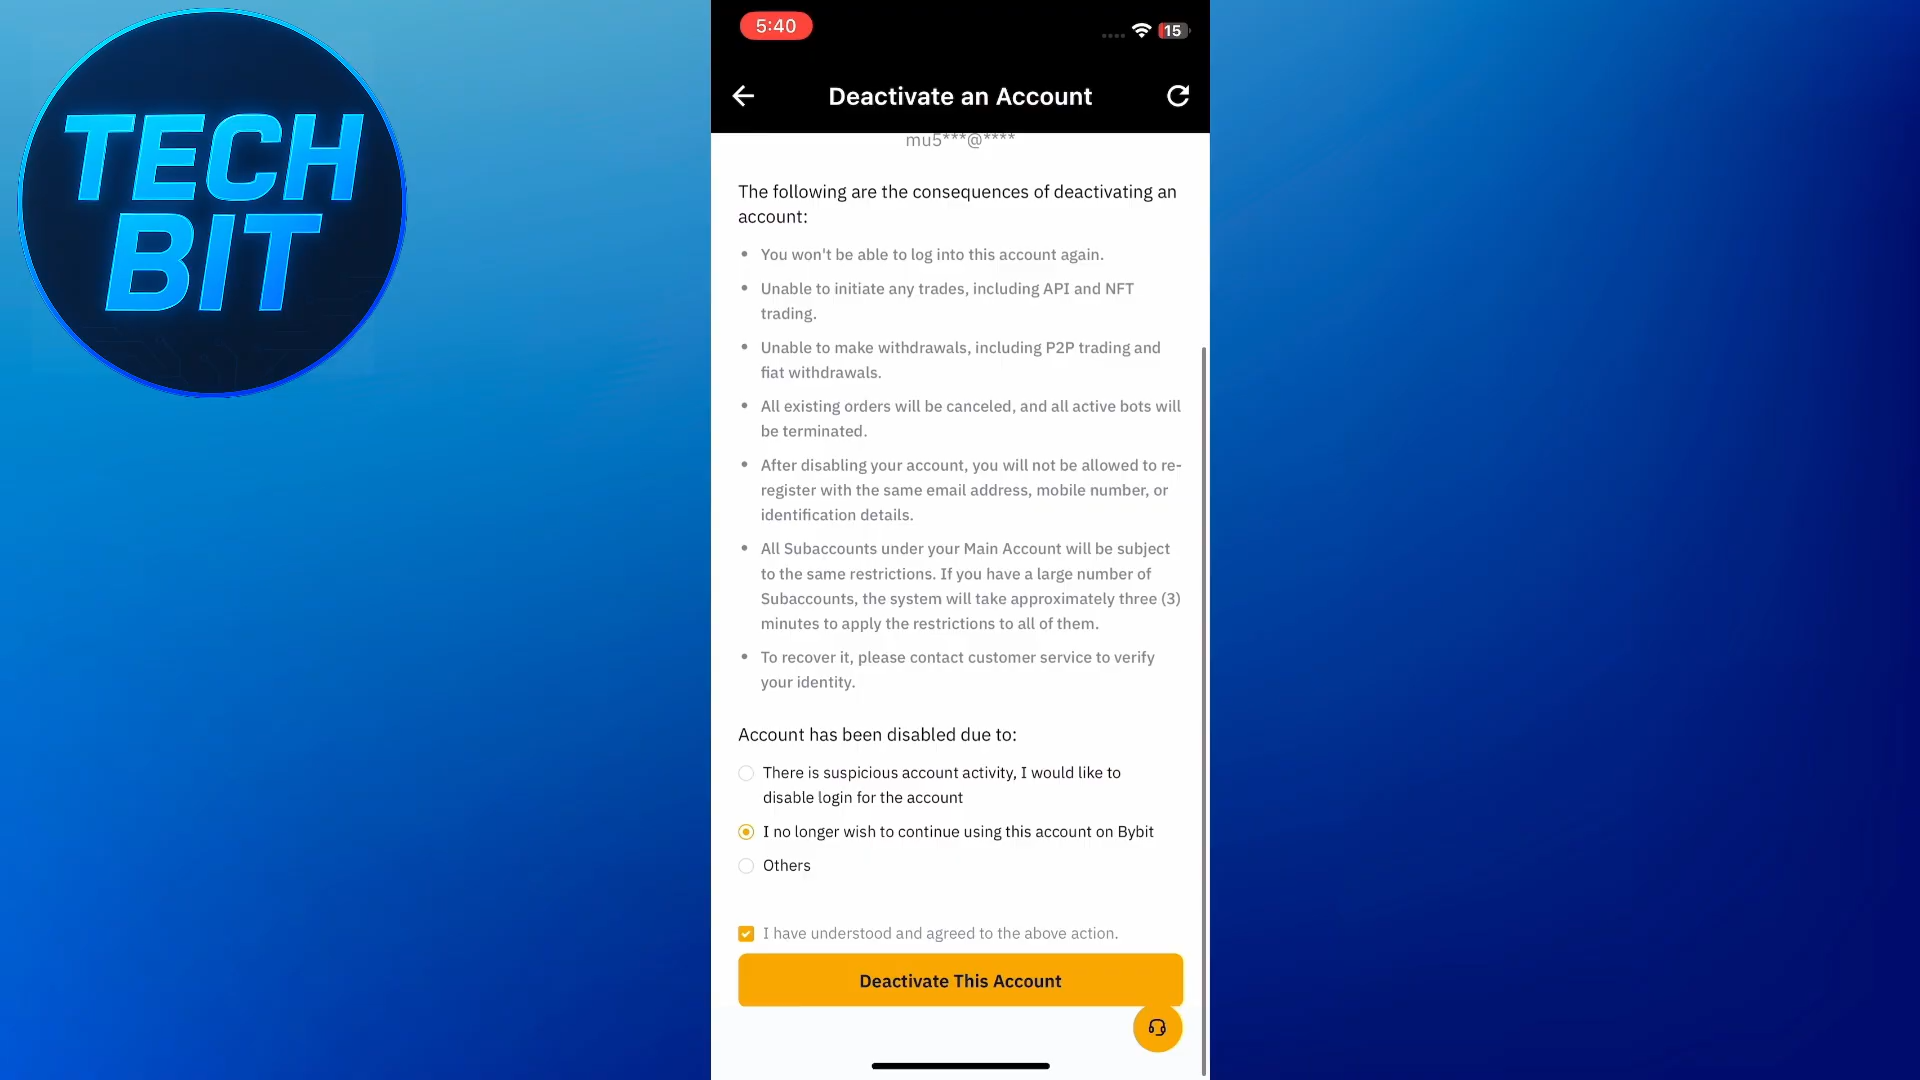 TECH
BIT
5:40
15
Deactivate an Account
mu5***@****
The following are the consequences of deactivating an
account:
• You won't be able to log into this account again.
• Unable to initiate any trades, including API and NFT
trading.
• Unable to make withdrawals, including P2P trading and
fiat withdrawals.
• All existing orders will be canceled, and all active bots will
be terminated.
• After disabling your account, you will not be allowed to re-
register with the same email address, mobile number, or
identification details.
• All Subaccounts under your Main Account will be subject
to the same restrictions. If you have a large number of
Subaccounts, the system will take approximately three (3)
minutes to apply the restrictions to all of them.
• To recover it, please contact customer service to verify
your identity.
Account has been disabled due to:
There is suspicious account activity, I would like to
disable login for the account
I no longer wish to continue using this account on Bybit
Others
I have understood and agreed to the above action.
Deactivate This Account